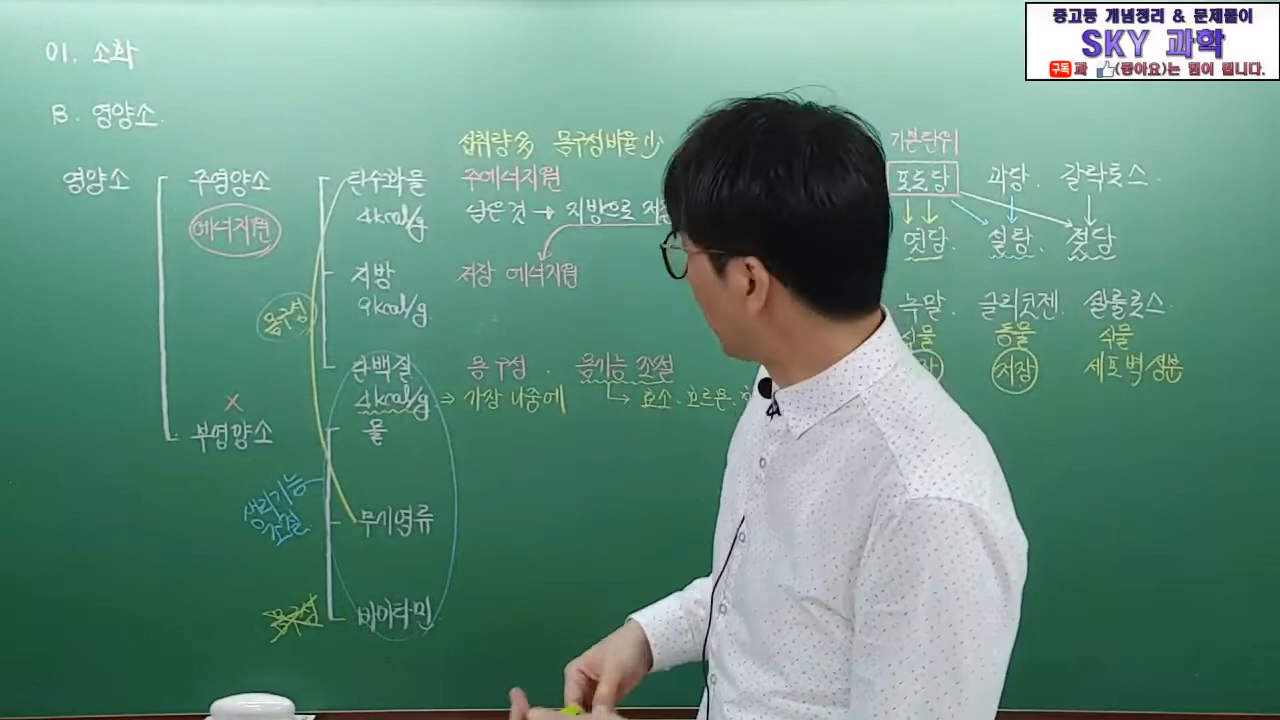 중고등 개념정리 & 문제풀이
SKY 과학
구독과 (좋아요)는 힘이 됩니다.
01. 소화
B. 영양소.
섭취량多 몸구성비율少
기본단위
영양소 주영양소 탄수화물 주에너지원 포도당 과당. 갈락토스.
에너지원 4kcal/g 남은것 → 지방으로 저장
엿당. 설탕. 젖당
지방 저장 에너지원
9kcal/g.
몸구성
녹말. 글리코젠. 셀룰로스.
식물 동물 식물
저장 세포벽성분
단백질 몸 구성. 몸기능 조절
4kcal/g ⇒ 가장 나중에 → 효소. 호르몬.
×
부영양소 물
생리기능
조절.
무기염류
몸구성 바이타민